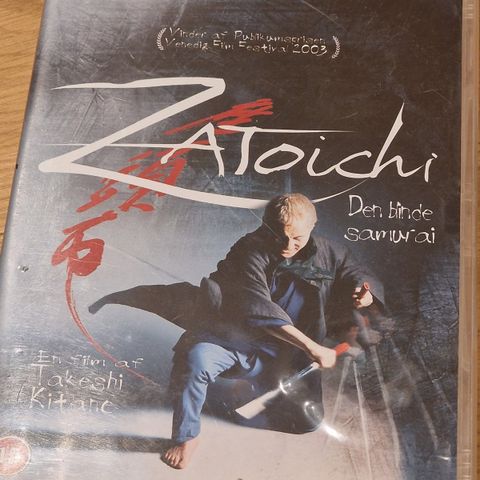 Vinder af Publikumsprisen
Venedig Film Festival 2003
ZATOichi
座頭市
Den blinde
samurai
En film af
Takeshi
Kitano
15